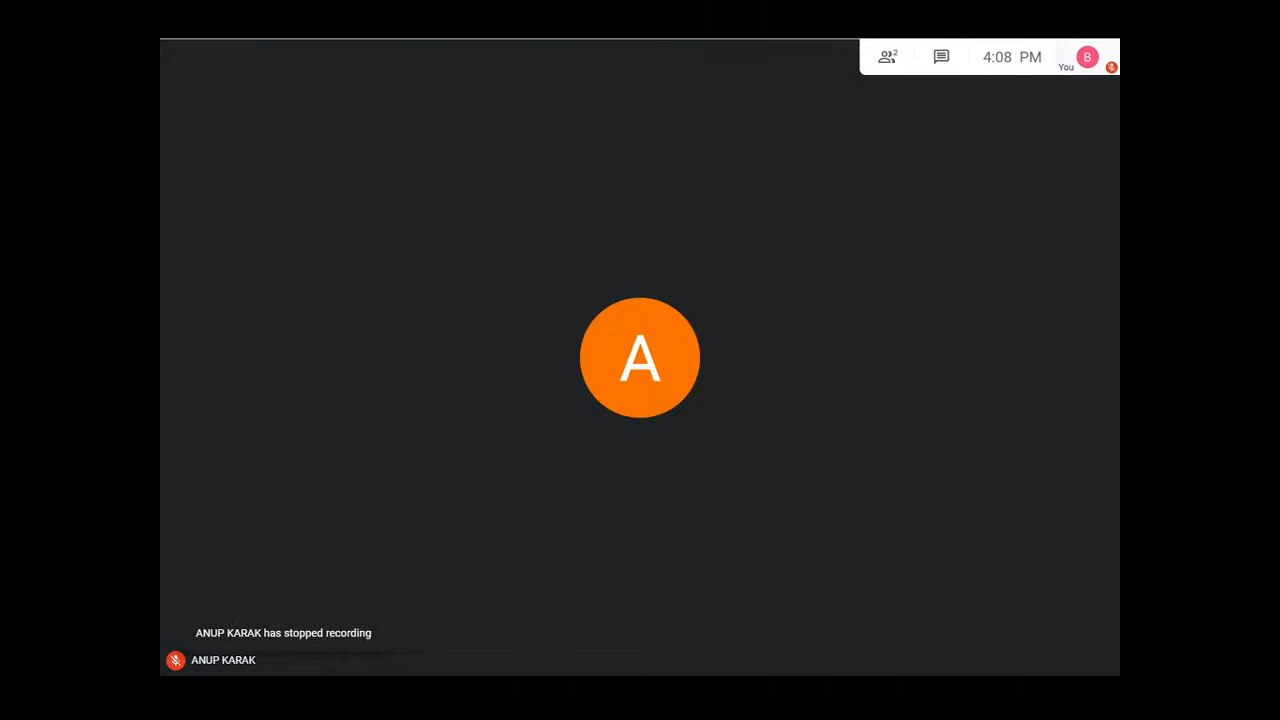 2
4:08 PM
You
B
A
ANUP KARAK has stopped recording
ANUP KARAK